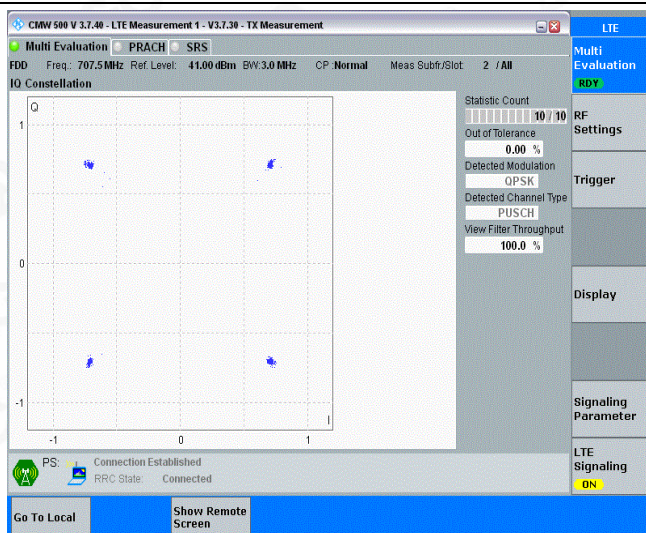 CMW 500 V 3.7.40 - LTE Measurement 1 - V3.7.30 - TX Measurement
LTE
Multi Evaluation PRACH SRS
Multi
Evaluation
RDY
FDD Freq.: 707.5 MHz Ref. Level: 41.00 dBm BW: 3.0 MHz CP :Normal Meas Subfr./Slot: 2 / All
IQ Constellation
Q
1
0
-1
-1 0 1
I
Statistic Count
10 / 10
Out of Tolerance
0.00 %
Detected Modulation
QPSK
Detected Channel Type
PUSCH
View Filter Throughput
100.0 %
RF
Settings
Trigger
Display
Signaling
Parameter
LTE
Signaling
ON
PS: Connection Established
RRC State: Connected
Go To Local
Show Remote
Screen